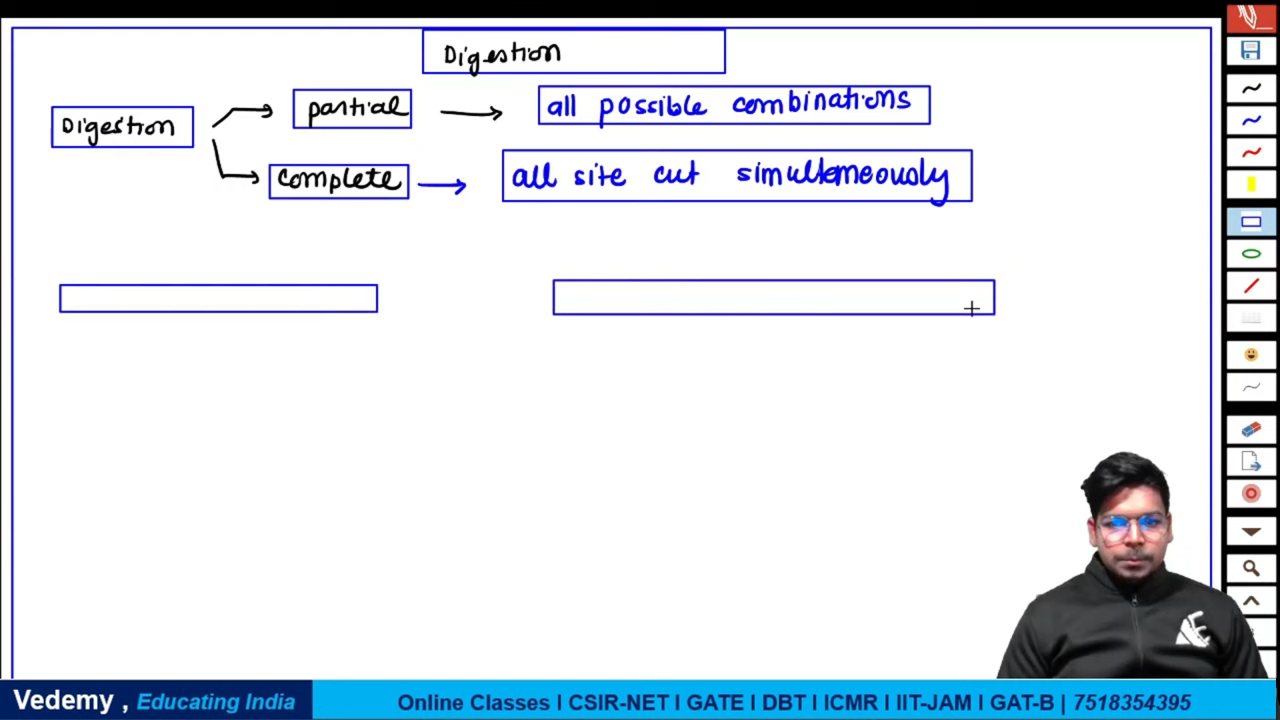 Digestion
Digestion
partial
all possible combinations
complete
all site cut simultemeously
Vedemy , Educating India
Online Classes I CSIR-NET I GATE I DBT I ICMR I IIT-JAM I GAT-B | 7518354395